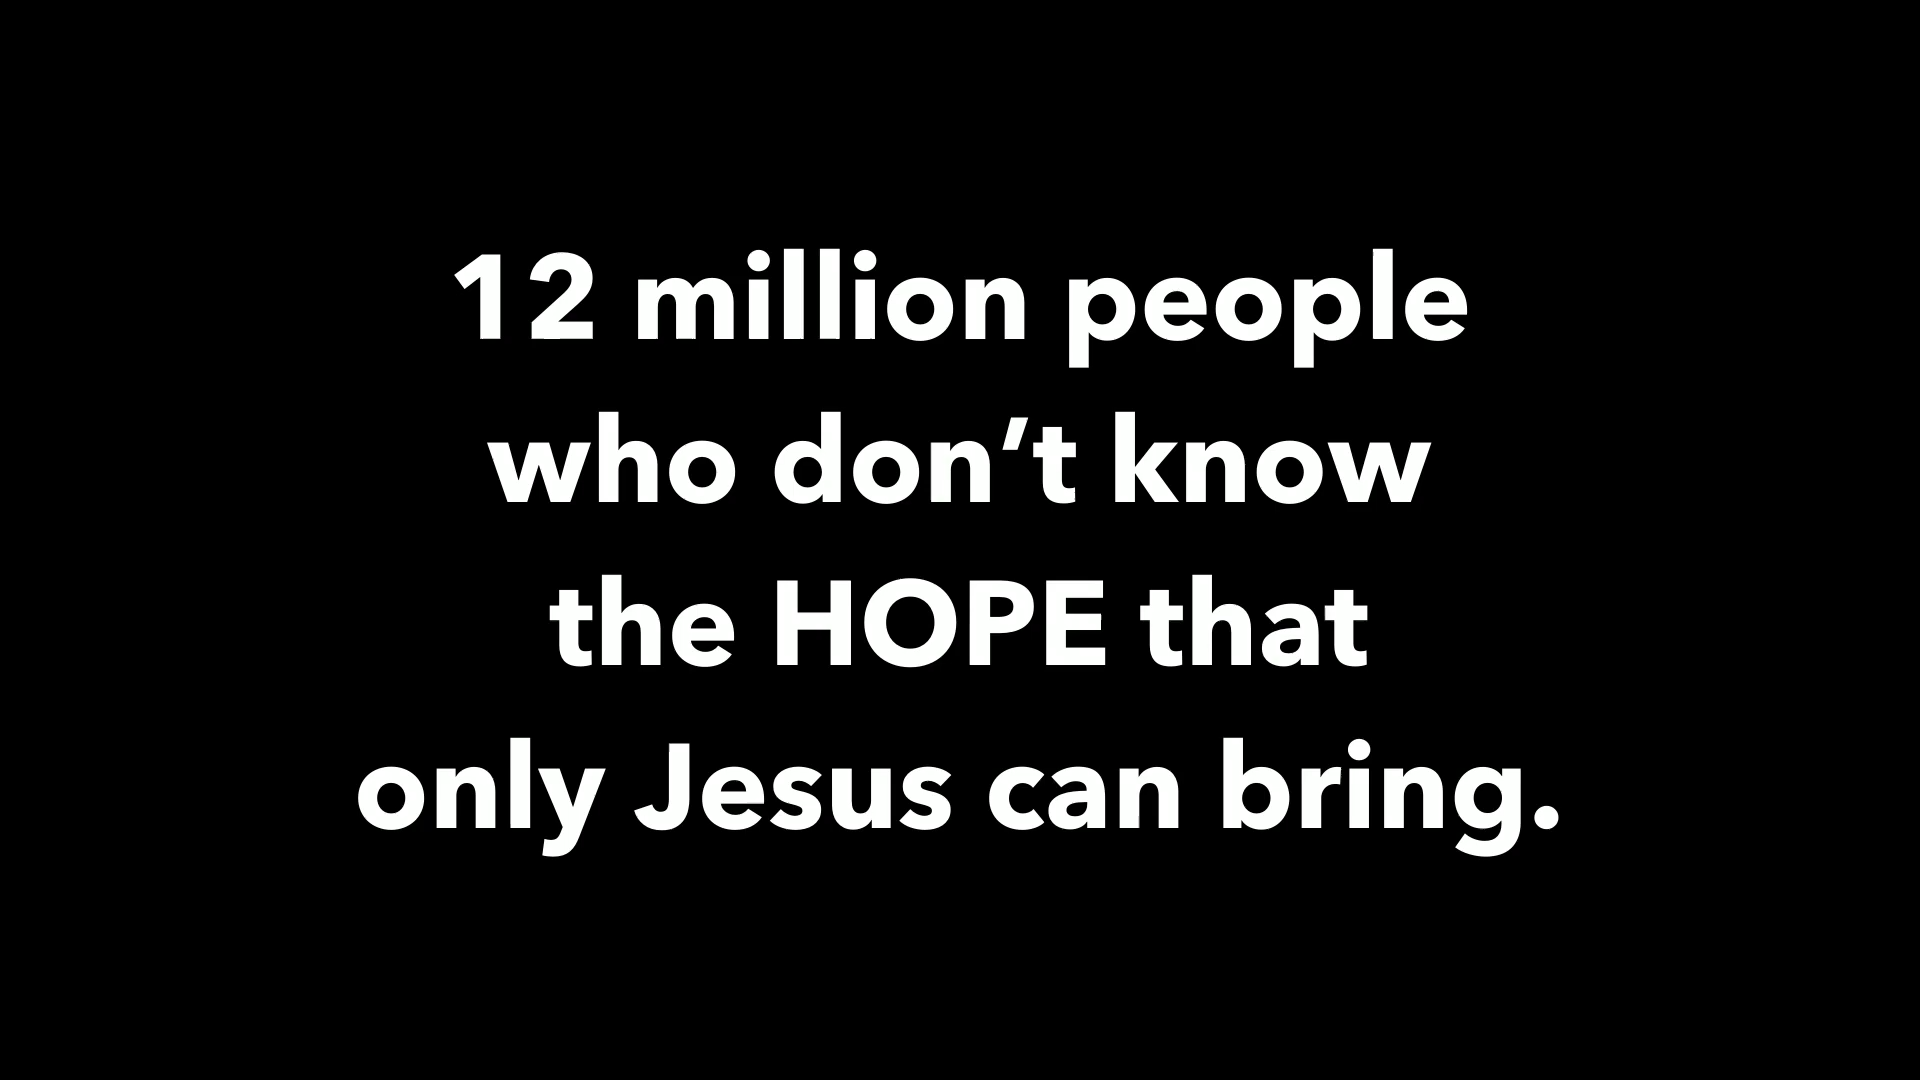 12 million people
who don’t know
the HOPE that
only Jesus can bring.